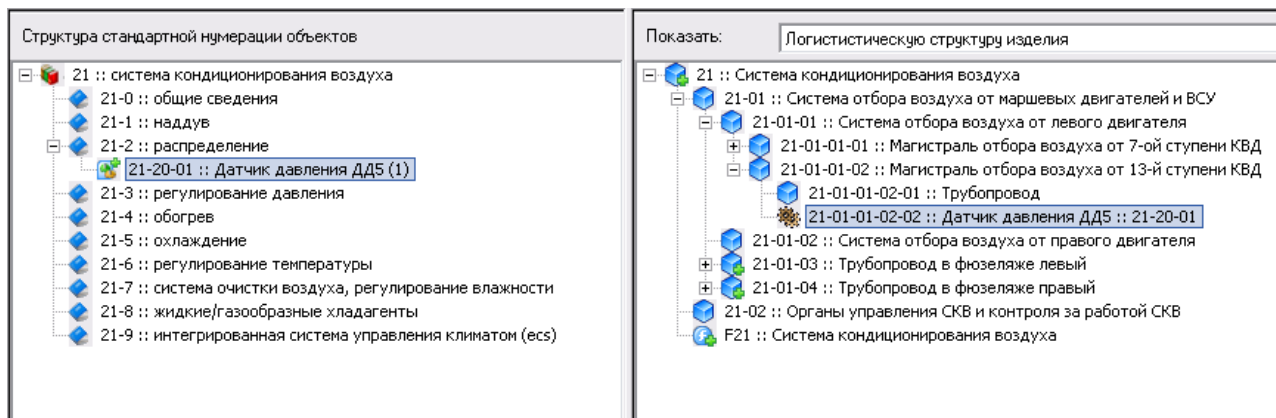 Структура стандартной нумерации объектов
21 :: система кондиционирования воздуха
21-0 :: общие сведения
21-1 :: наддув
21-2 :: распределение
21-20-01 :: Датчик давления ДД5 (1)
21-3 :: регулирование давления
21-4 :: обогрев
21-5 :: охлаждение
21-6 :: регулирование температуры
21-7 :: система очистки воздуха, регулирование влажности
21-8 :: жидкие/газообразные хладагенты
21-9 :: интегрированная система управления климатом (ecs)
Показать: Логистистическую структуру изделия
21 :: Система кондиционирования воздуха
21-01 :: Система отбора воздуха от маршевых двигателей и ВСУ
21-01-01 :: Система отбора воздуха от левого двигателя
21-01-01-01 :: Магистраль отбора воздуха от 7-ой ступени КВД
21-01-01-02 :: Магистраль отбора воздуха от 13-й ступени КВД
21-01-01-02-01 :: Трубопровод
21-01-01-02-02 :: Датчик давления ДД5 :: 21-20-01
21-01-02 :: Система отбора воздуха от правого двигателя
21-01-03 :: Трубопровод в фюзеляже левый
21-01-04 :: Трубопровод в фюзеляже правый
21-02 :: Органы управления СКВ и контроля за работой СКВ
F21 :: Система кондиционирования воздуха